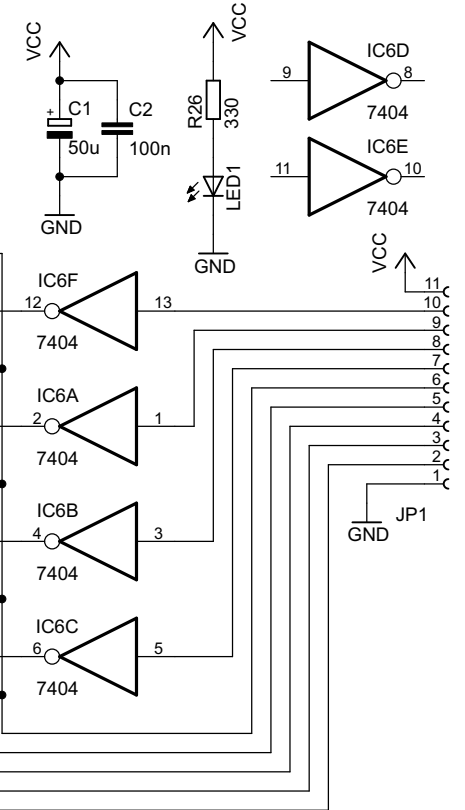 VCC
+
C1
50u
C2
100n
GND
VCC
R26
330
LED1
GND
IC6D
9
8
7404
IC6E
11
10
7404
VCC
IC6F
12
13
7404
IC6A
2
1
7404
IC6B
4
3
7404
IC6C
6
5
7404
11
10
9
8
7
6
5
4
3
2
1
JP1
GND